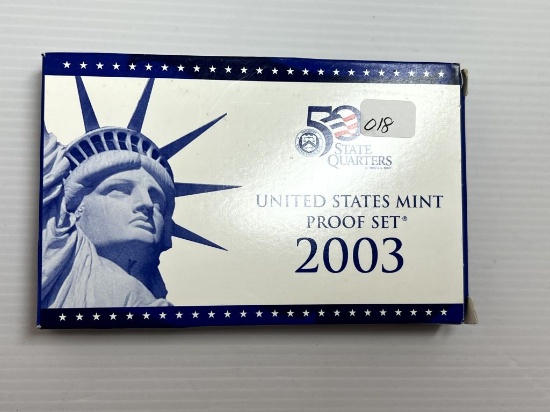 50
018
STATE
QUARTERS
UNITED STATES MINT
PROOF SET®
2003